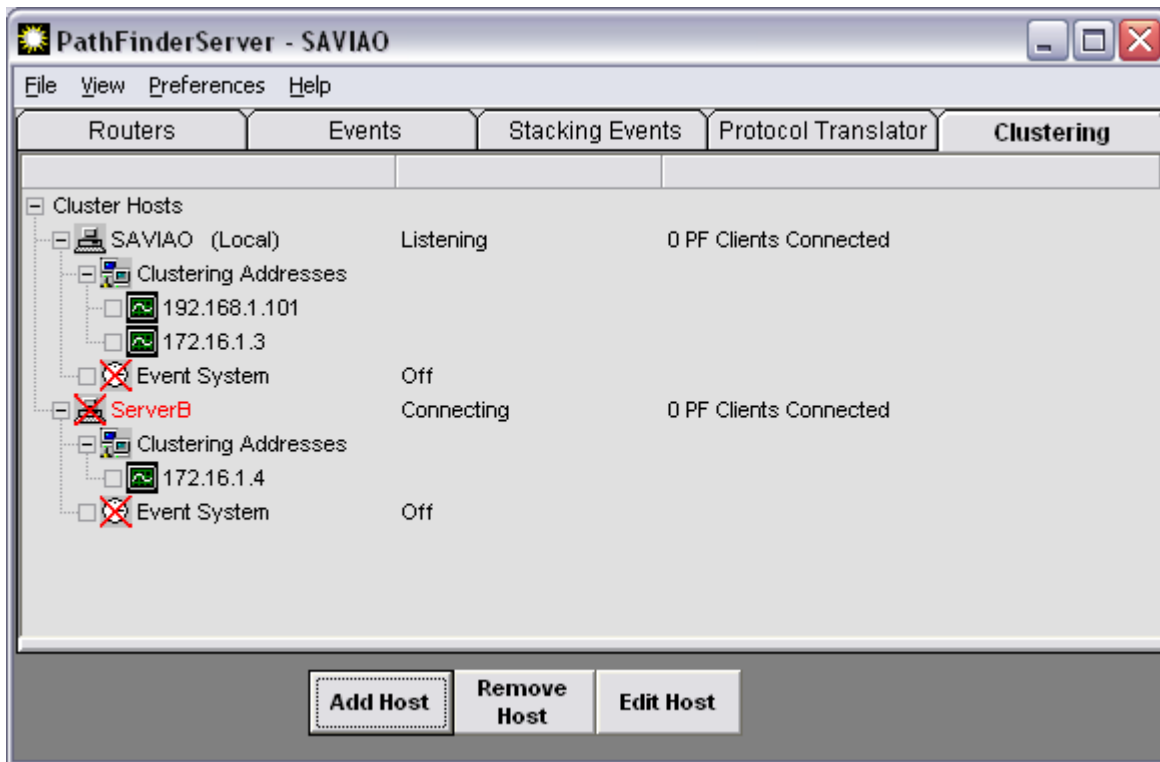 PathFinderServer - SAVIAO
File View Preferences Help
Routers Events Stacking Events Protocol Translator Clustering
Cluster Hosts
SAVIAO (Local) Listening 0 PF Clients Connected
Clustering Addresses
192.168.1.101
172.16.1.3
Event System Off
ServerB Connecting 0 PF Clients Connected
Clustering Addresses
172.16.1.4
Event System Off
Add Host Remove Host Edit Host